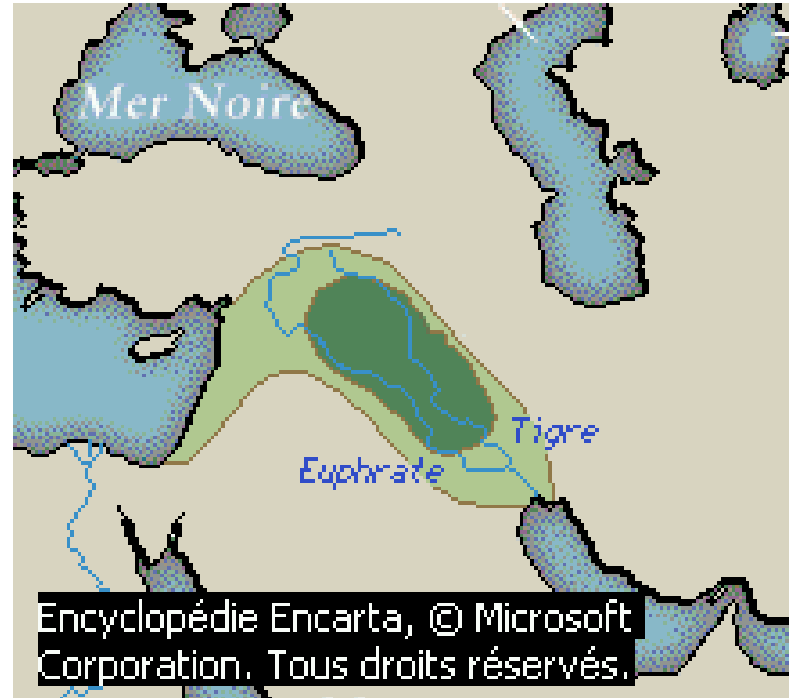 Mer Noire
Tigre
Euphrate
Encyclopédie Encarta, © Microsoft
Corporation. Tous droits réservés.